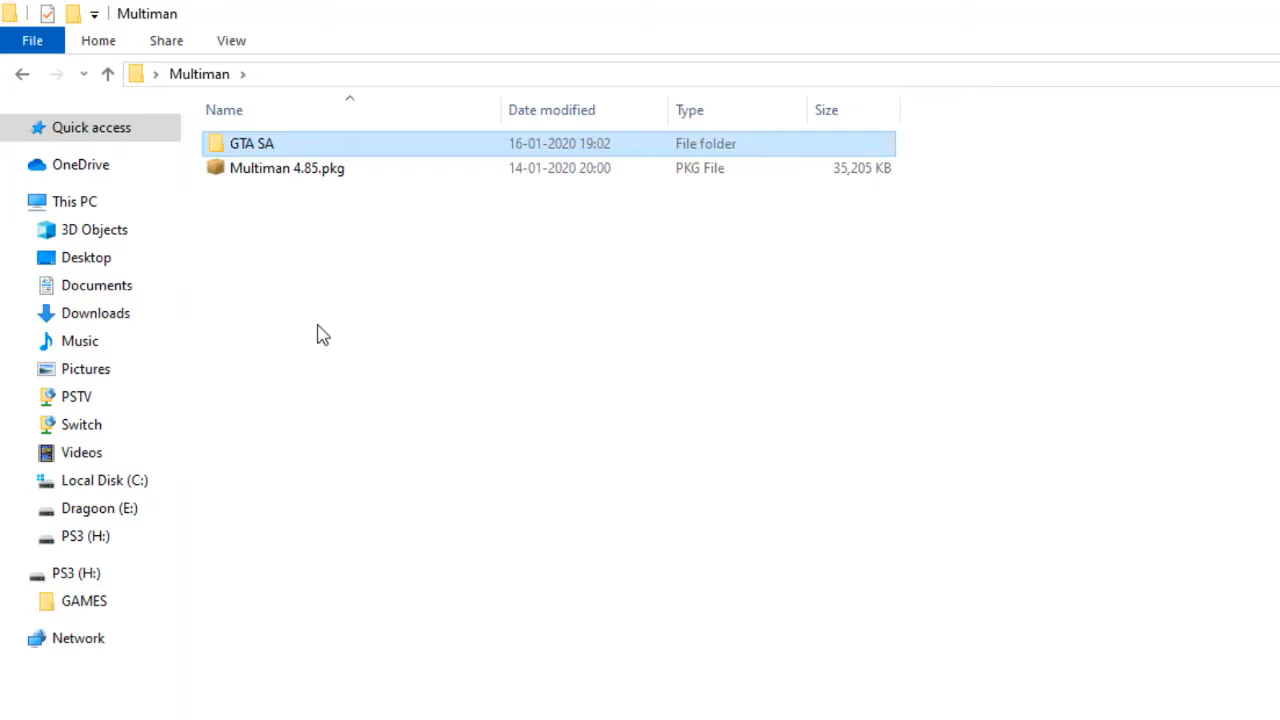 Multiman
File Home Share View
Multiman
Name Date modified Type Size
Quick access
GTA SA 16-01-2020 19:02 File folder
Multiman 4.85.pkg 14-01-2020 20:00 PKG File 35,205 KB
OneDrive
This PC
3D Objects
Desktop
Documents
Downloads
Music
Pictures
PSTV
Switch
Videos
Local Disk (C:)
Dragoon (E:)
PS3 (H:)
PS3 (H:)
GAMES
Network